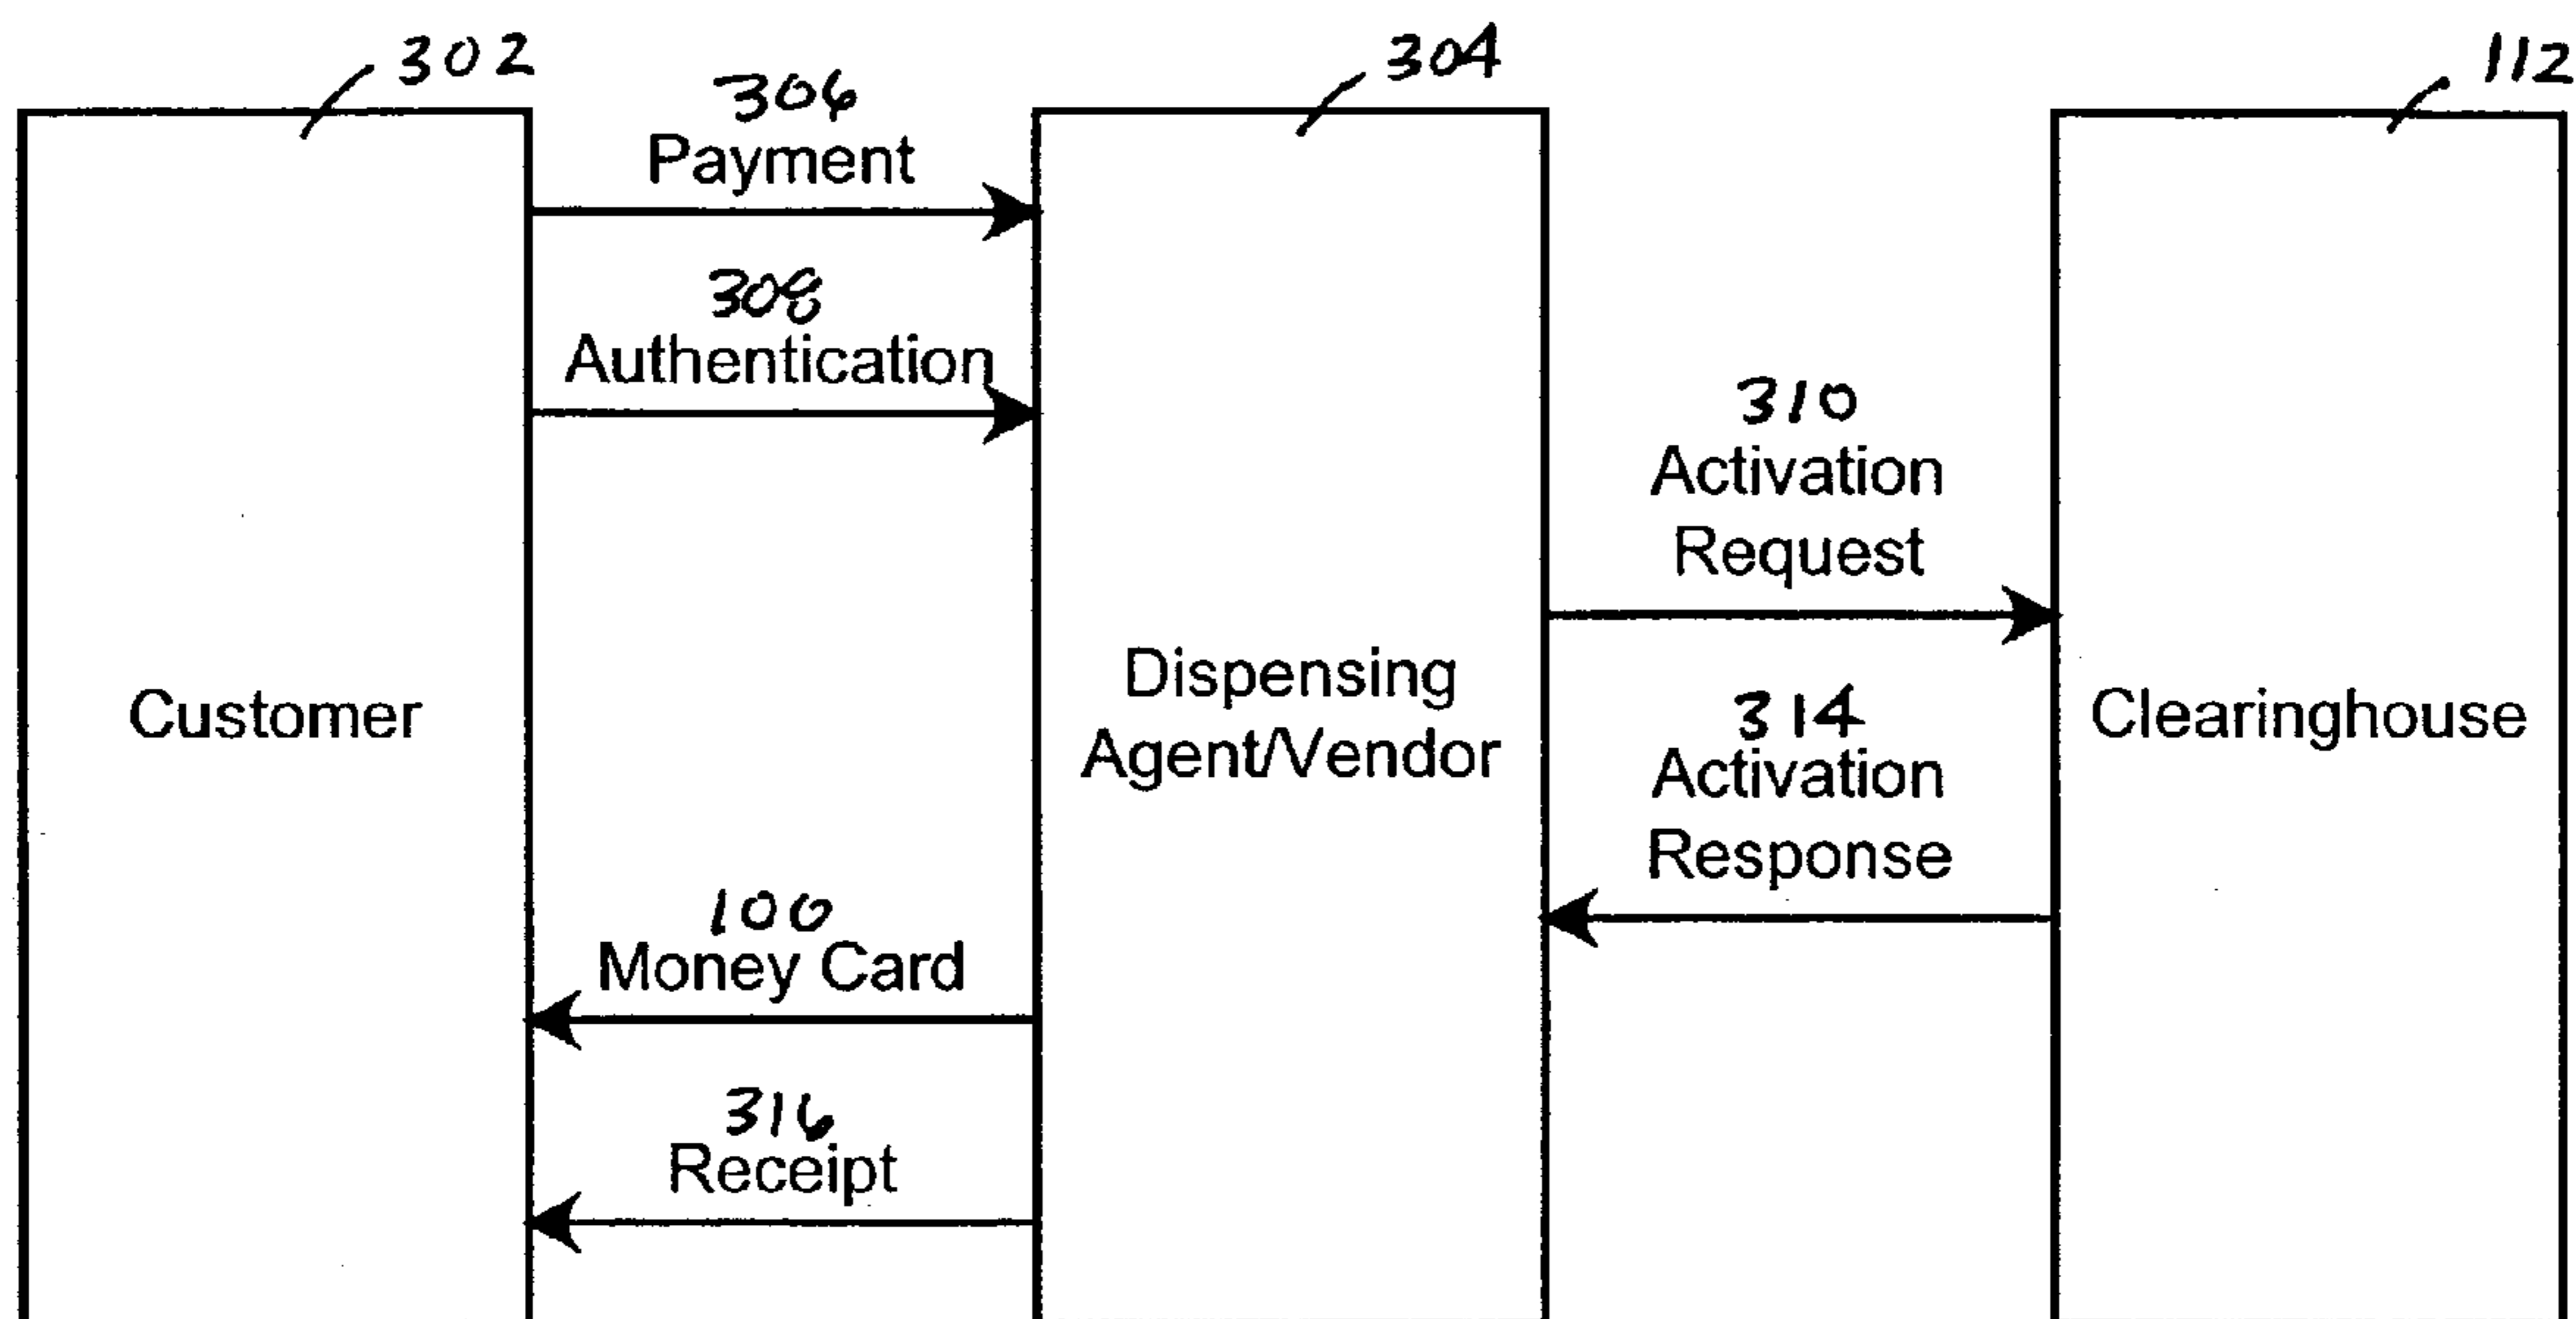 302
304
112
306
Payment
308
Authentication
310
Activation
Request
Customer
Dispensing
Agent/Vendor
Clearinghouse
314
Activation
Response
100
Money Card
316
Receipt